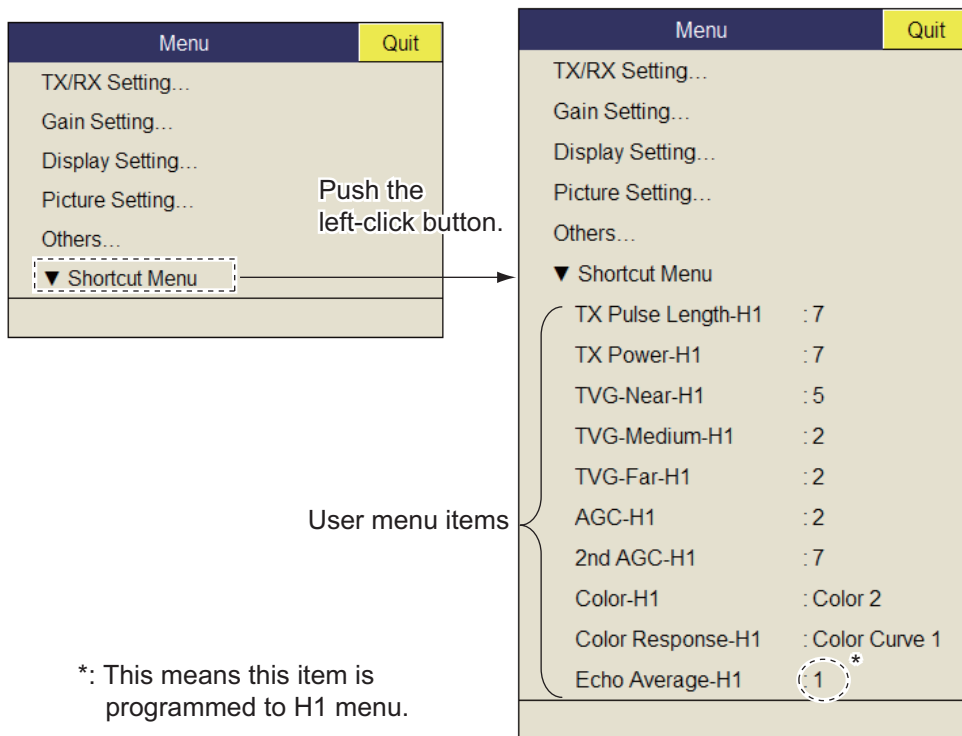 Menu Quit
TX/RX Setting...
Gain Setting...
Display Setting...
Picture Setting...
Others...
▼ Shortcut Menu
Push the
left-click button.
Menu Quit
TX/RX Setting...
Gain Setting...
Display Setting...
Picture Setting...
Others...
▼ Shortcut Menu
TX Pulse Length-H1 : 7
TX Power-H1 : 7
TVG-Near-H1 : 5
TVG-Medium-H1 : 2
TVG-Far-H1 : 2
AGC-H1 : 2
2nd AGC-H1 : 7
Color-H1 : Color 2
Color Response-H1 : Color Curve 1
Echo Average-H1 : 1 *
User menu items
*: This means this item is
programmed to H1 menu.